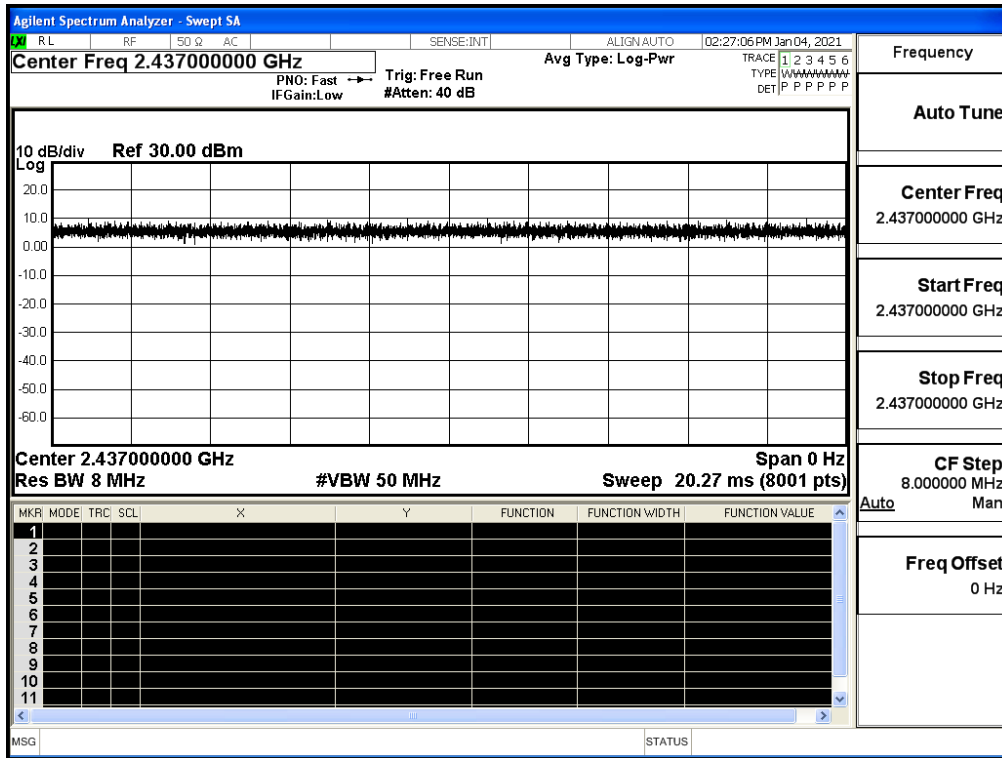 Agilent Spectrum Analyzer - Swept SA
LXI RL RF 50 Ω AC SENSE:INT ALIGN AUTO 02:27:06 PM Jan 04, 2021
Center Freq 2.437000000 GHz
Avg Type: Log-Pwr
TRACE 1 2 3 4 5 6
PNO: Fast
Trig: Free Run
TYPE WWWWWW
IFGain:Low
#Atten: 40 dB
DET P P P P P P
10 dB/div Ref 30.00 dBm
Log
20.0
10.0
0.00
-10.0
-20.0
-30.0
-40.0
-50.0
-60.0
Center 2.437000000 GHz Span 0 Hz
Res BW 8 MHz #VBW 50 MHz Sweep 20.27 ms (8001 pts)
MKR MODE TRC SCL X Y FUNCTION FUNCTION WIDTH FUNCTION VALUE
1
2
3
4
5
6
7
8
9
10
11
MSG STATUS
Frequency
Auto Tune
Center Freq
2.437000000 GHz
Start Freq
2.437000000 GHz
Stop Freq
2.437000000 GHz
CF Step
8.000000 MHz
Auto Man
Freq Offset
0 Hz